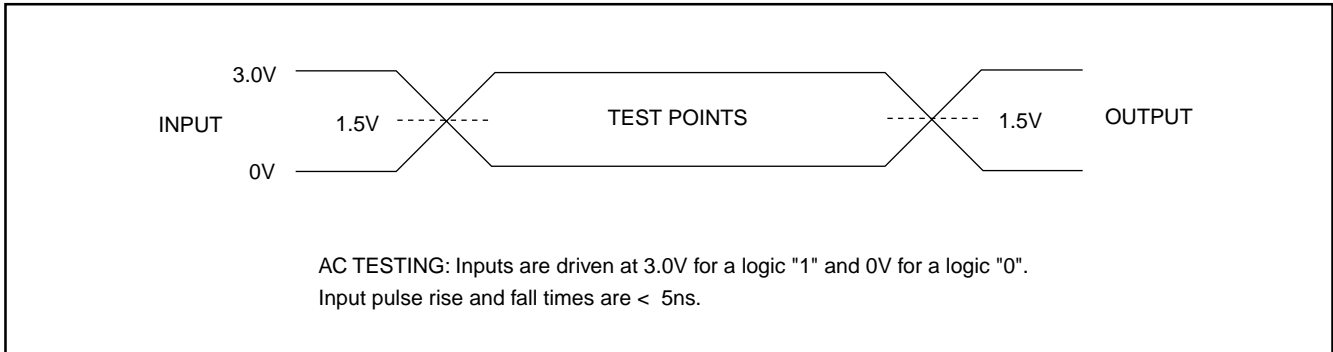 3.0V
INPUT 1.5V TEST POINTS 1.5V OUTPUT
0V
AC TESTING: Inputs are driven at 3.0V for a logic "1" and 0V for a logic "0".
Input pulse rise and fall times are < 5ns.